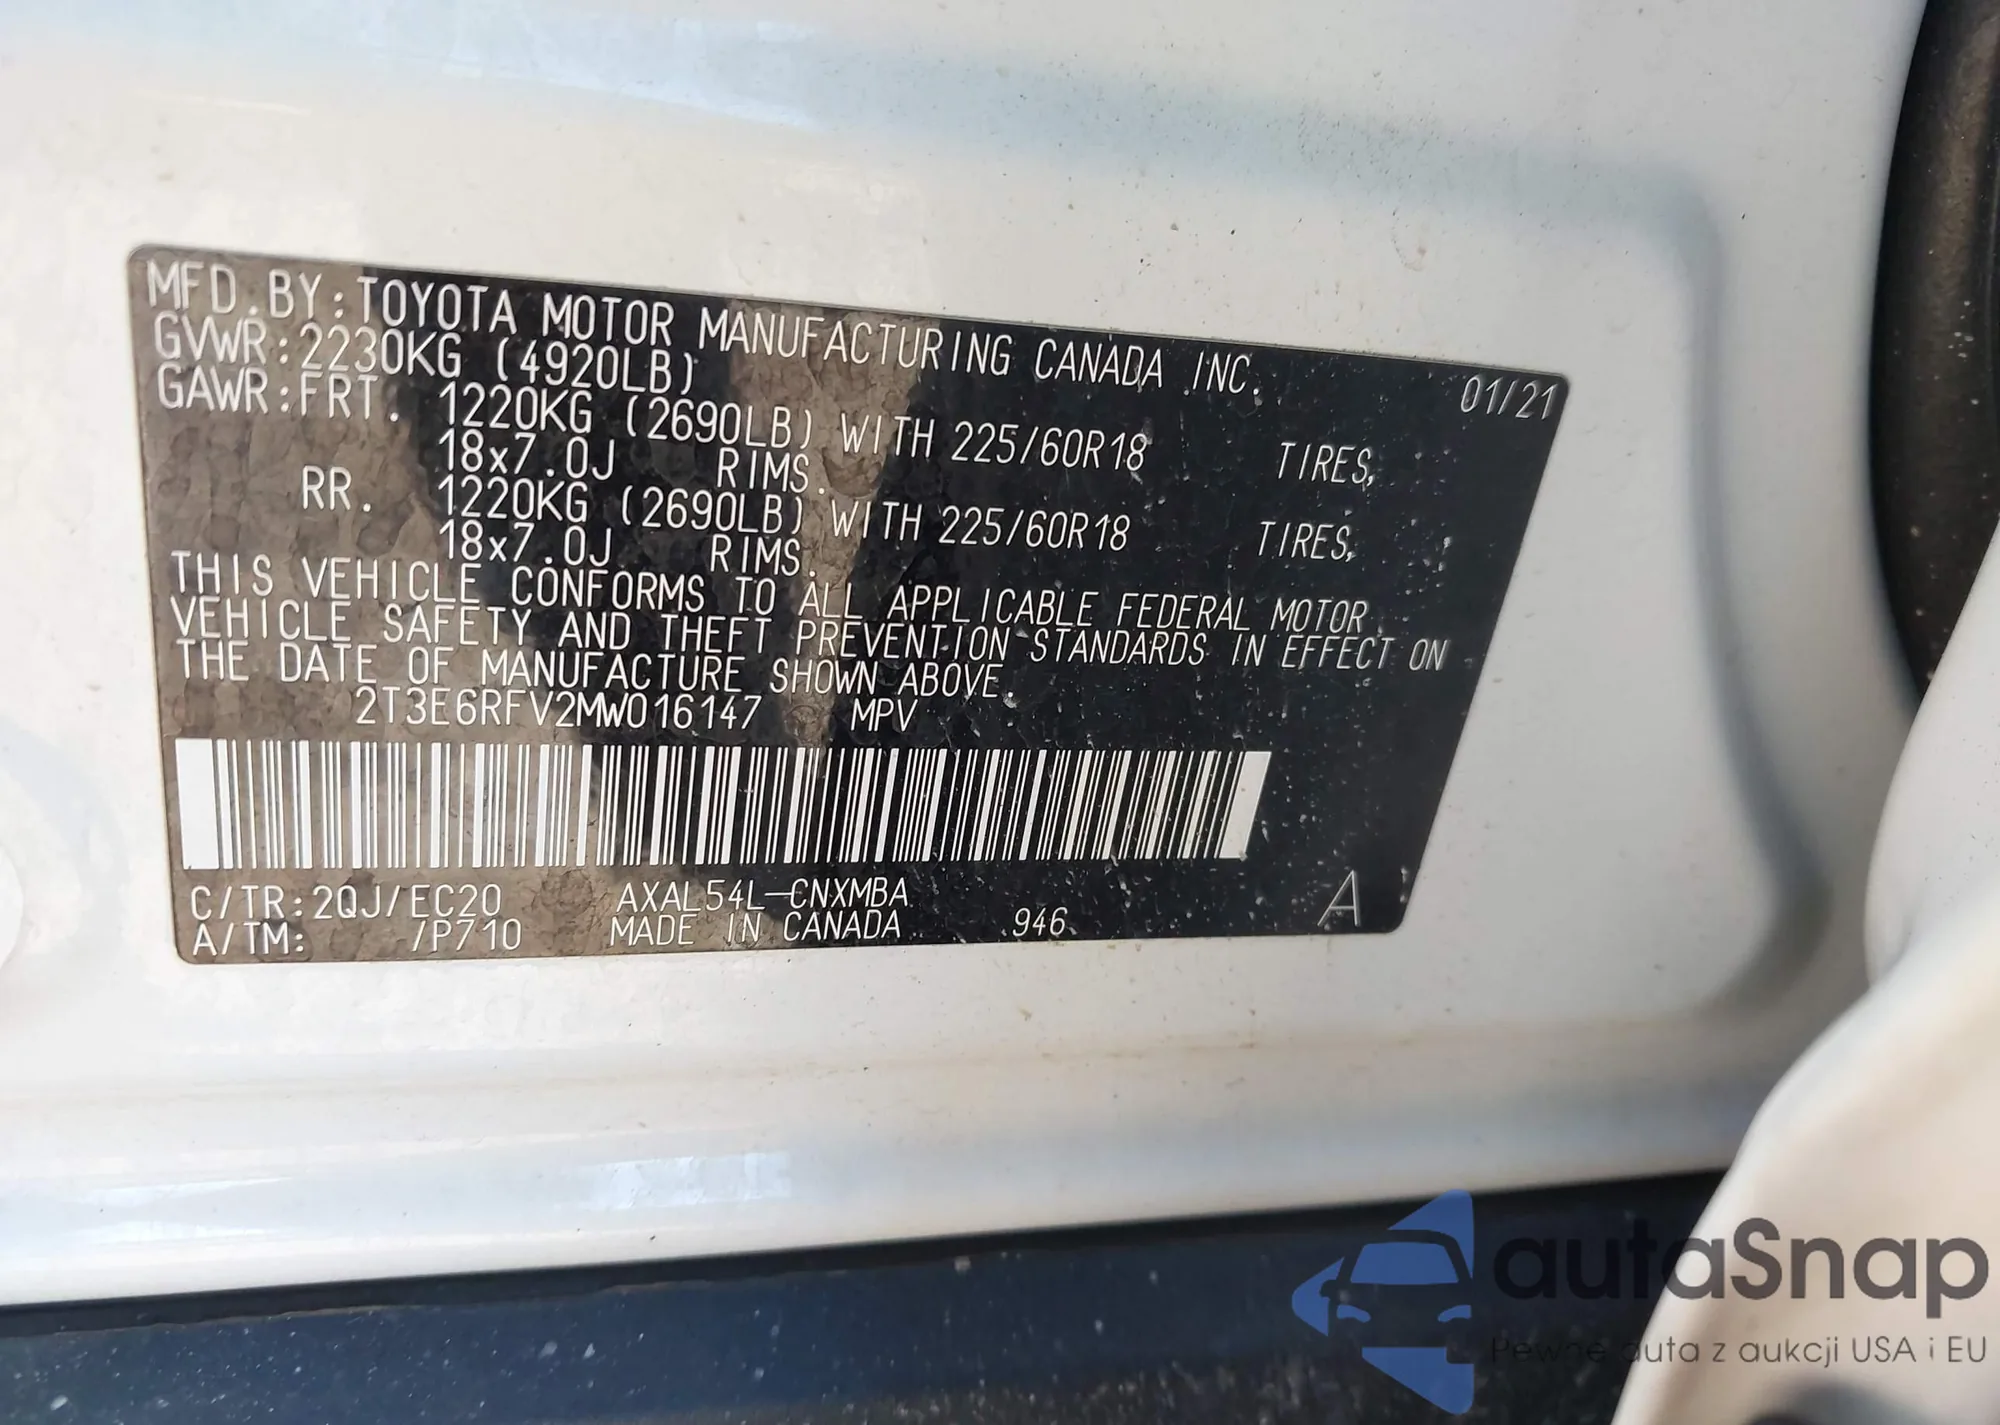 MFD.BY:TOYOTA MOTOR MANUFACTURING CANADA INC. 01/21
GVWR:2230KG (4920LB)
GAWR:FRT. 1220KG (2690LB) WITH 225/60R18 TIRES,
18x7.0J RIMS.
RR. 1220KG (2690LB) WITH 225/60R18 TIRES,
18x7.0J RIMS.
THIS VEHICLE CONFORMS TO ALL APPLICABLE FEDERAL MOTOR
VEHICLE SAFETY AND THEFT PREVENTION STANDARDS IN EFFECT ON
THE DATE OF MANUFACTURE SHOWN ABOVE.
2T3E6RFV2MW016147 MPV
C/TR:2QJ/EC20 AXAL54L-CNXMBA
A/TM: /P710 MADE IN CANADA 946 A
autaSnap
Pewne auta z aukcji USA i EU